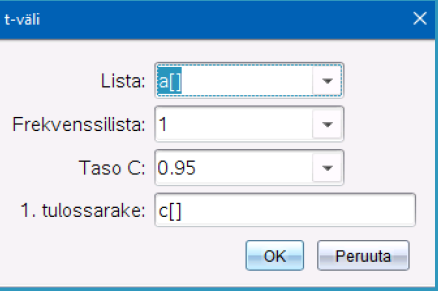 t-väli
Lista: a[]
Frekvenssilista: 1
Taso C: 0.95
1. tulossarake: c[]
OK Peruuta